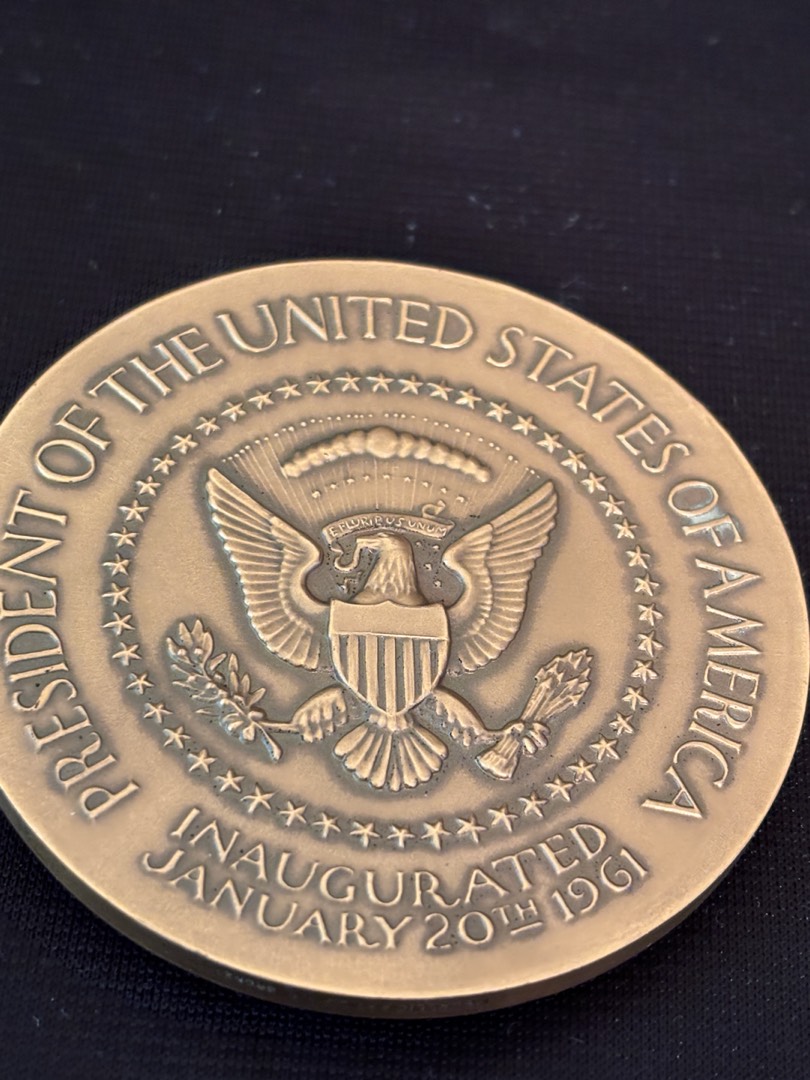 PRESIDENT OF THE UNITED STATES OF AMERICA
E PLURIBUS UNUM
INAUGURATED
JANUARY 20TH 1961